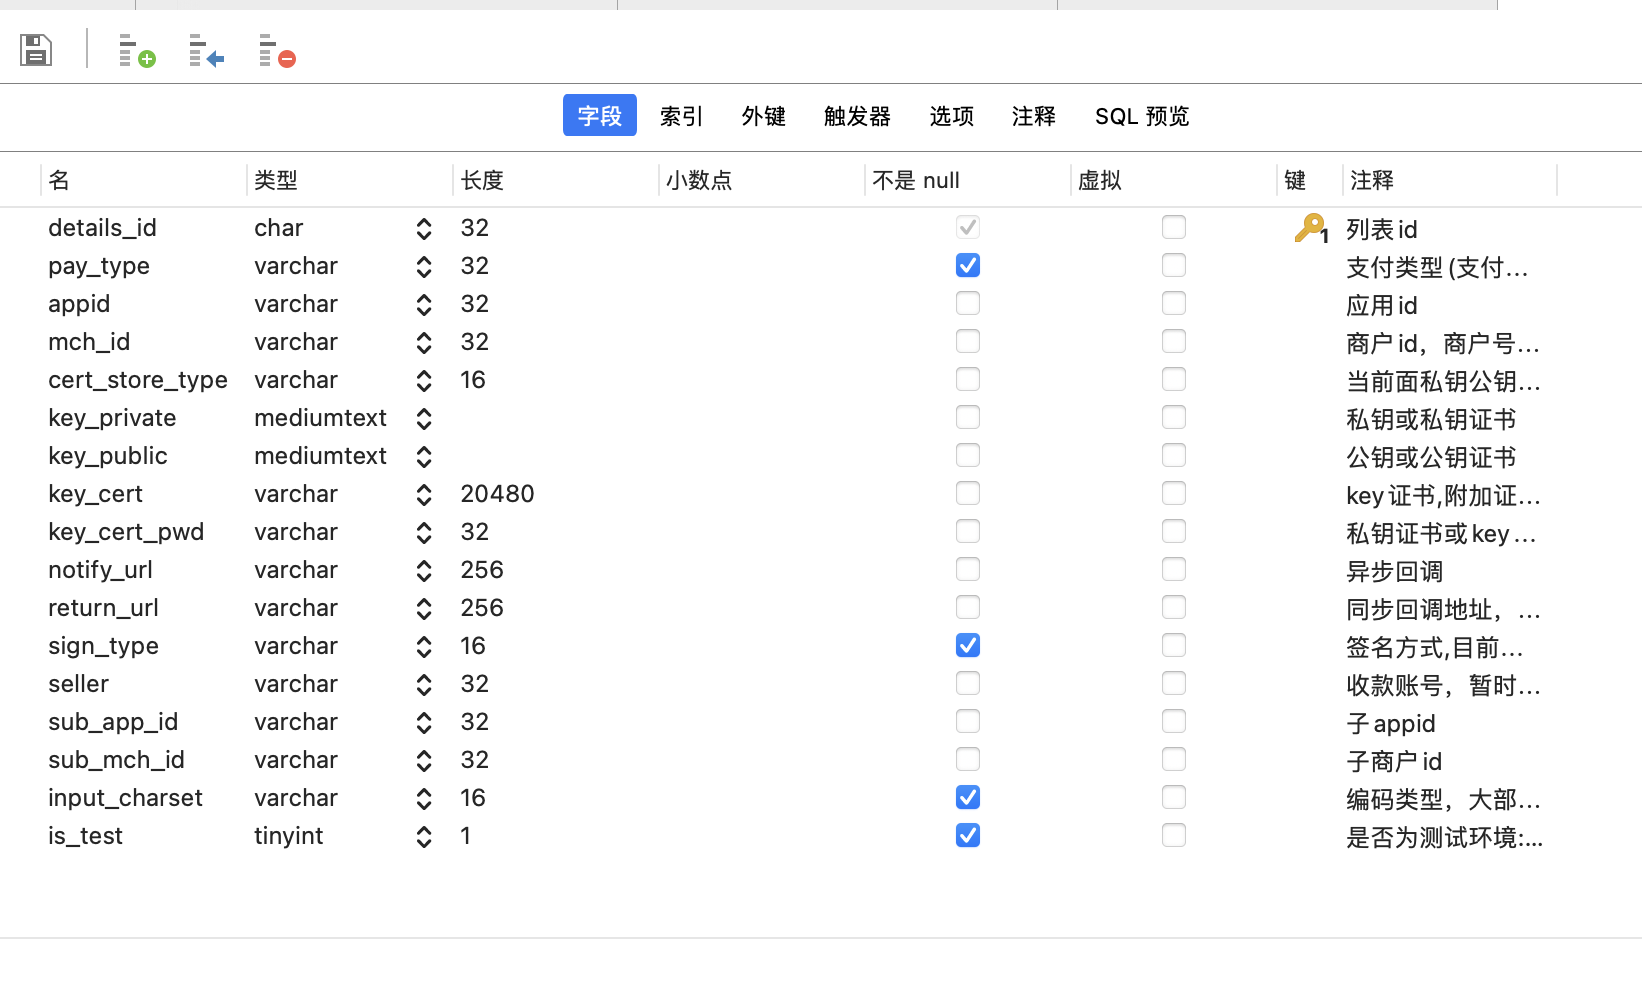 字段 索引 外键 触发器 选项 注释 SQL 预览
名 类型 长度 小数点 不是 null 虚拟 键 注释
details_id char 32 1 列表 id
pay_type varchar 32 支付类型 (支付...
appid varchar 32 应用 id
mch_id varchar 32 商户 id，商户号...
cert_store_type varchar 16 当前面私钥公钥...
key_private mediumtext 私钥或私钥证书
key_public mediumtext 公钥或公钥证书
key_cert varchar 20480 key 证书,附加证...
key_cert_pwd varchar 32 私钥证书或 key...
notify_url varchar 256 异步回调
return_url varchar 256 同步回调地址，...
sign_type varchar 16 签名方式,目前...
seller varchar 32 收款账号，暂时...
sub_app_id varchar 32 子 appid
sub_mch_id varchar 32 子商户 id
input_charset varchar 16 编码类型，大部...
is_test tinyint 1 是否为测试环境:...